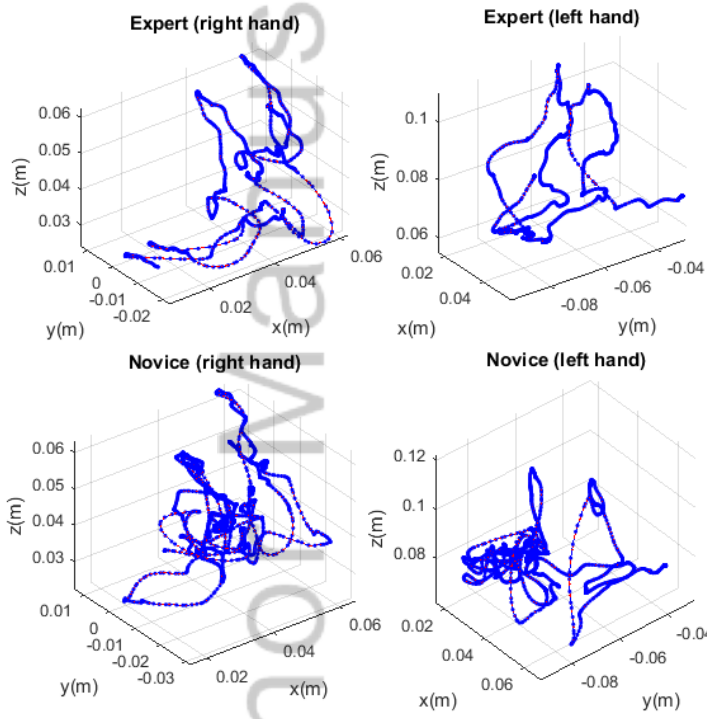 Expert (right hand)
Expert (left hand)
0.06
0.05
0.04
0.03
z(m)
0.01
0
-0.01
-0.02
y(m)
0.02
0.04
0.06
x(m)
0.1
0.08
0.06
z(m)
0.02
0.04
x(m)
-0.08
-0.06
-0.04
y(m)
Novice (right hand)
Novice (left hand)
0.06
0.05
0.04
0.03
z(m)
0.01
0
-0.01
-0.02
-0.03
y(m)
0.02
0.04
0.06
x(m)
0.12
0.1
0.08
z(m)
0.02
0.04
0.06
x(m)
-0.08
-0.06
-0.04
y(m)